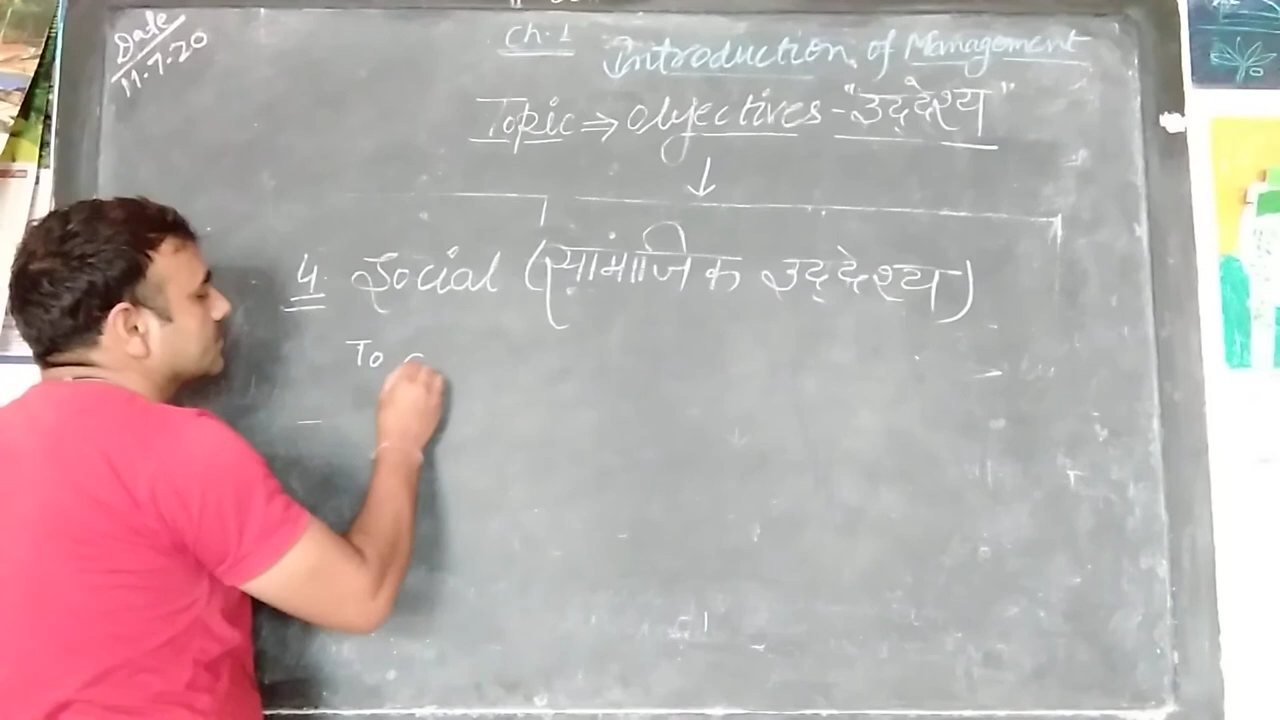 Date
11.7.20
Ch.1
Introduction of Management
Topic ⇒ Objectives - "उद्देश्य"
4. Social (सामाजिक उद्देश्य)
To